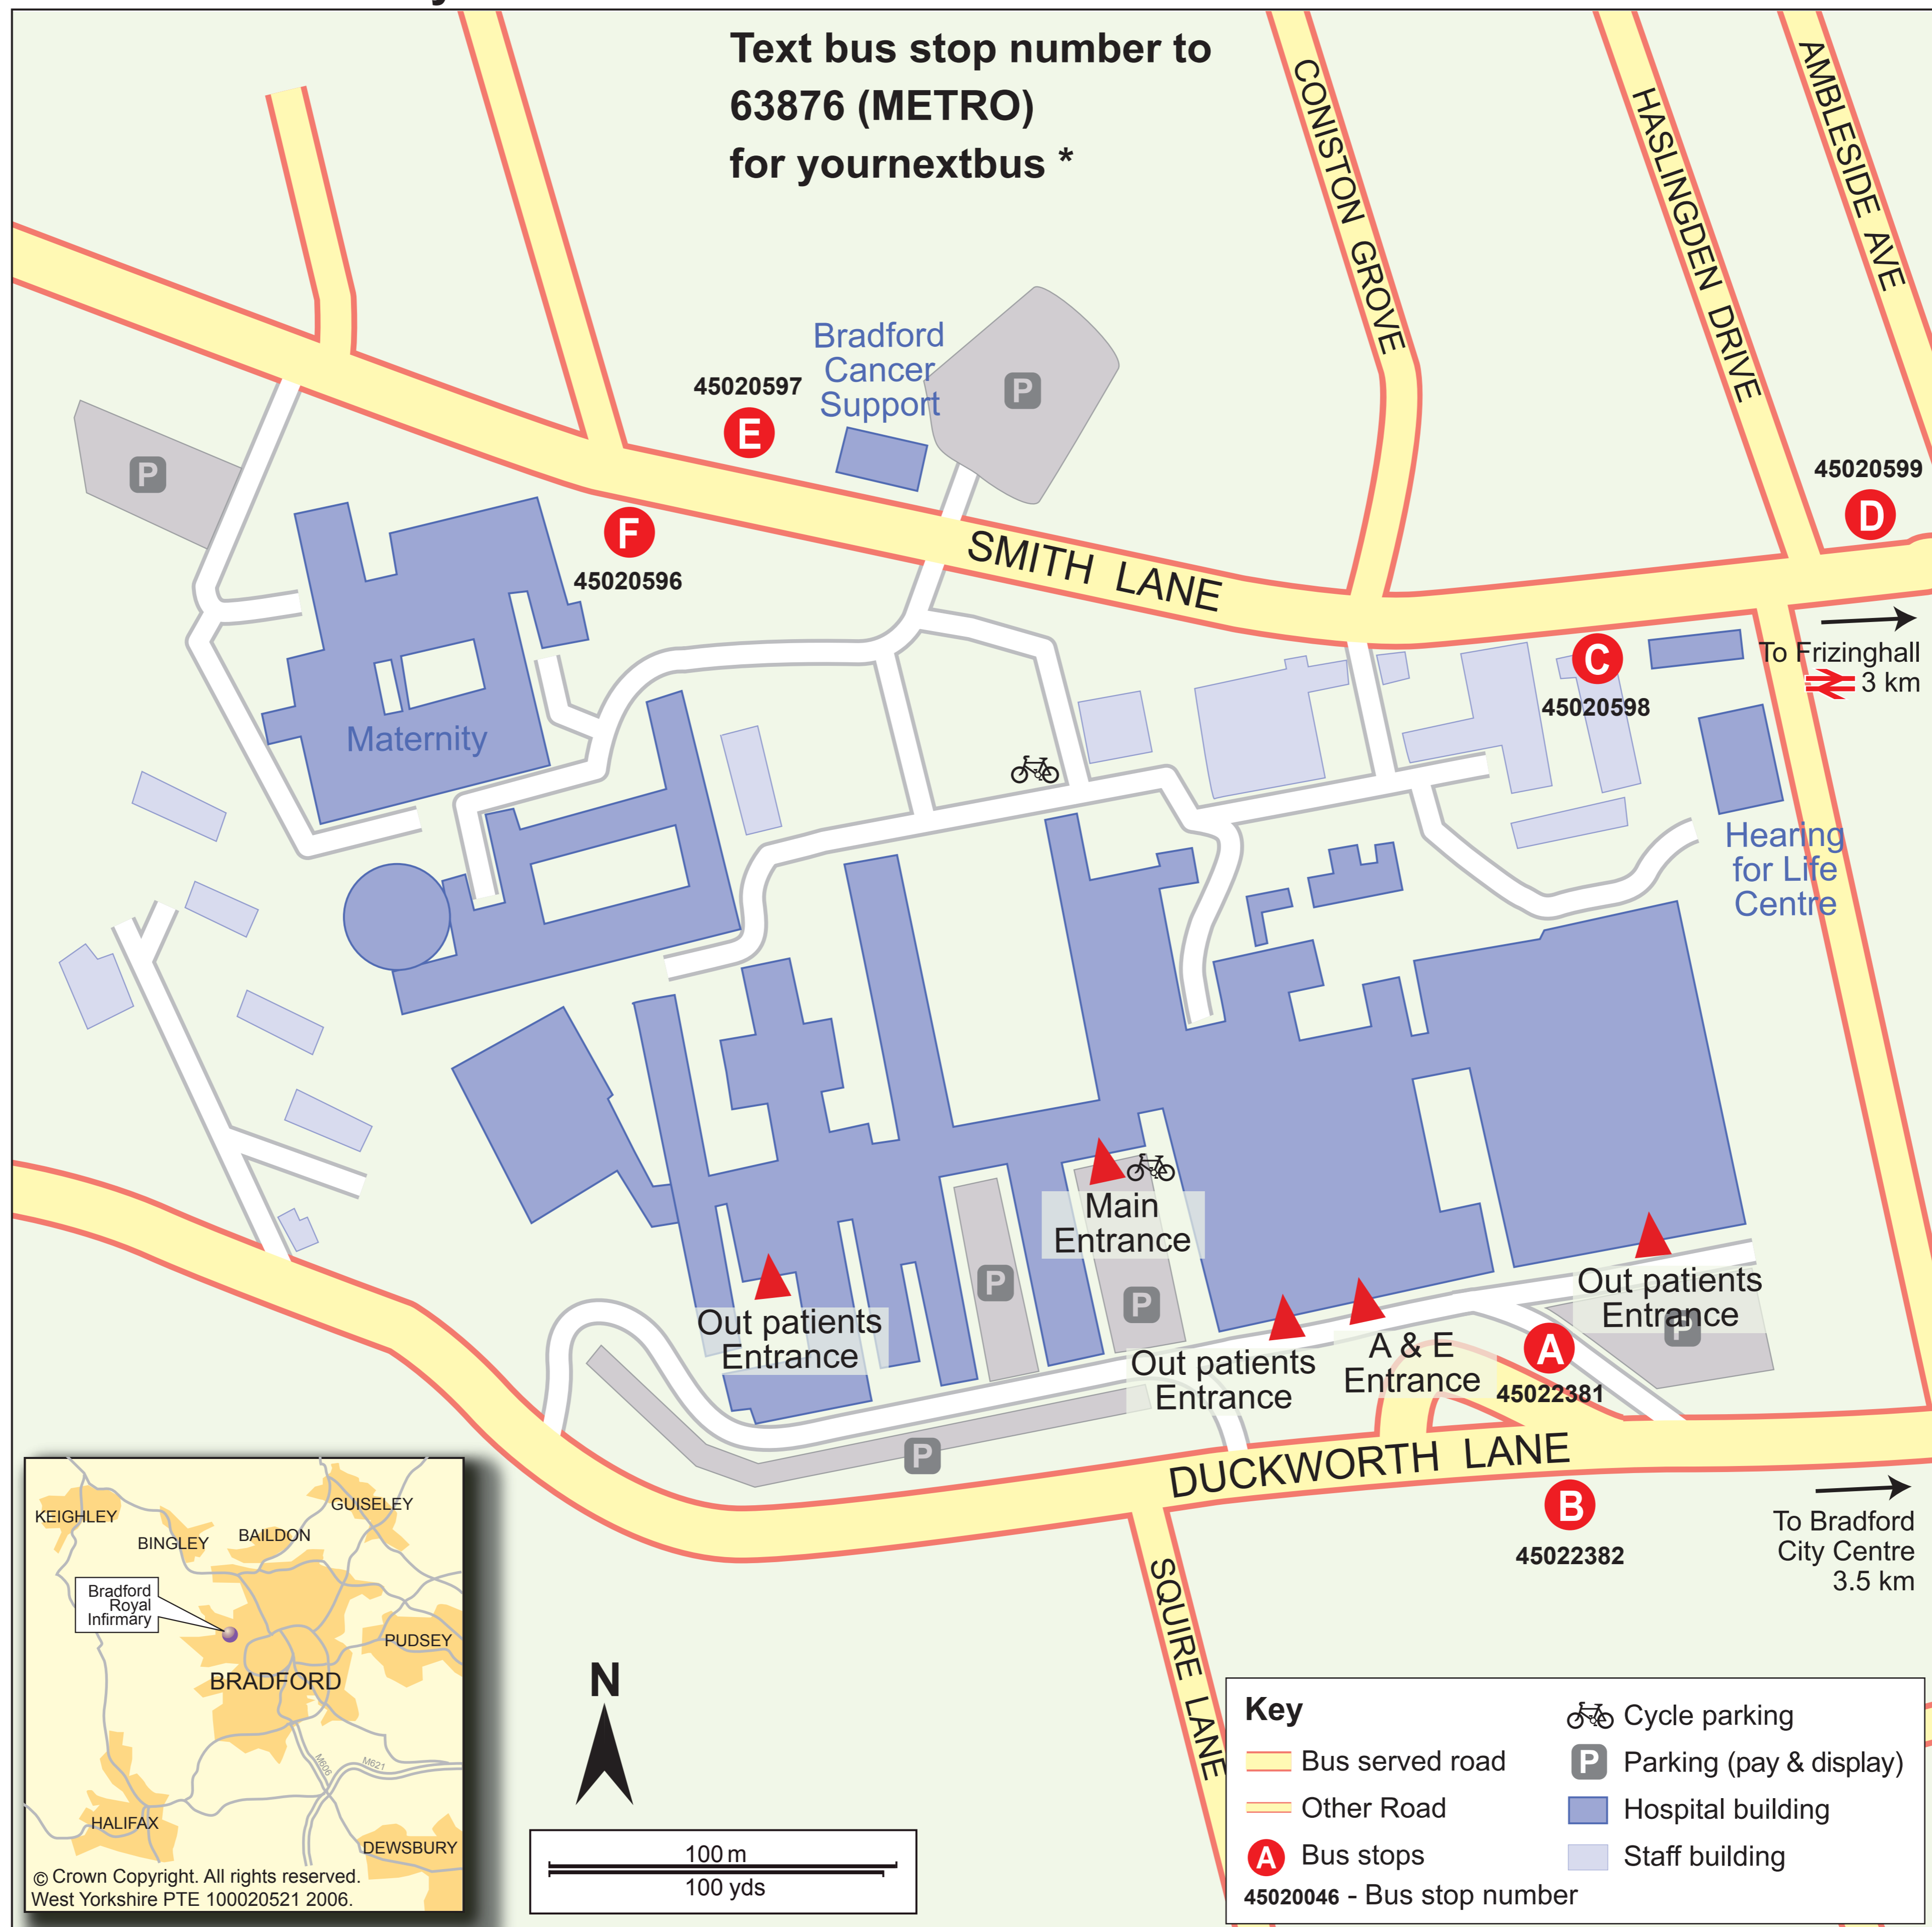 Text bus stop number to
63876 (METRO)
for yournextbus *
CONISTON GROVE
HASLINGDEN DRIVE
AMBLESIDE AVE
Bradford
Cancer
Support
P
45020597
E
P
45020599
D
F
45020596
SMITH LANE
To Frizinghall
3 km
C
45020598
Maternity
Hearing
for Life
Centre
Main
Entrance
P
P
Out patients
Entrance
Out patients
Entrance
P
Out patients
Entrance
A & E
Entrance
A
45022381
P
DUCKWORTH LANE
B
45022382
To Bradford
City Centre
3.5 km
SQUIRE LANE
KEIGHLEY
BINGLEY
BAILDON
GUISELEY
Bradford
Royal
Infirmary
PUDSEY
BRADFORD
M606
M621
HALIFAX
DEWSBURY
© Crown Copyright. All rights reserved.
West Yorkshire PTE 100020521 2006.
N
100 m
100 yds
Key
Bus served road
Other Road
A Bus stops
45020046 - Bus stop number
Cycle parking
P Parking (pay & display)
Hospital building
Staff building